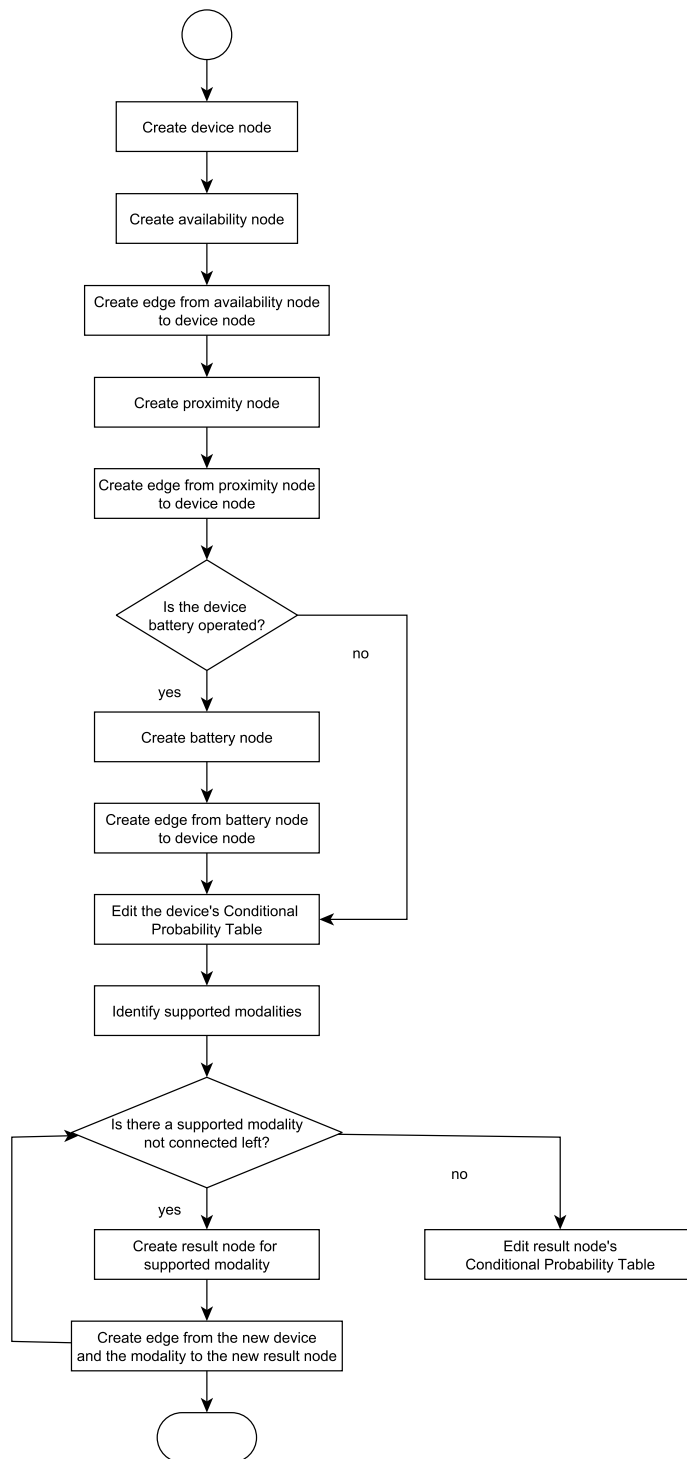 Create device node
Create availability node
Create edge from availability node
to device node
Create proximity node
Create edge from proximity node
to device node
Is the device
battery operated?
no
yes
Create battery node
Create edge from battery node
to device node
Edit the device's Conditional
Probability Table
Identify supported modalities
Is there a supported modality
not connected left?
no
yes
Create result node for
supported modality
Edit result node's
Conditional Probability Table
Create edge from the new device
and the modality to the new result node